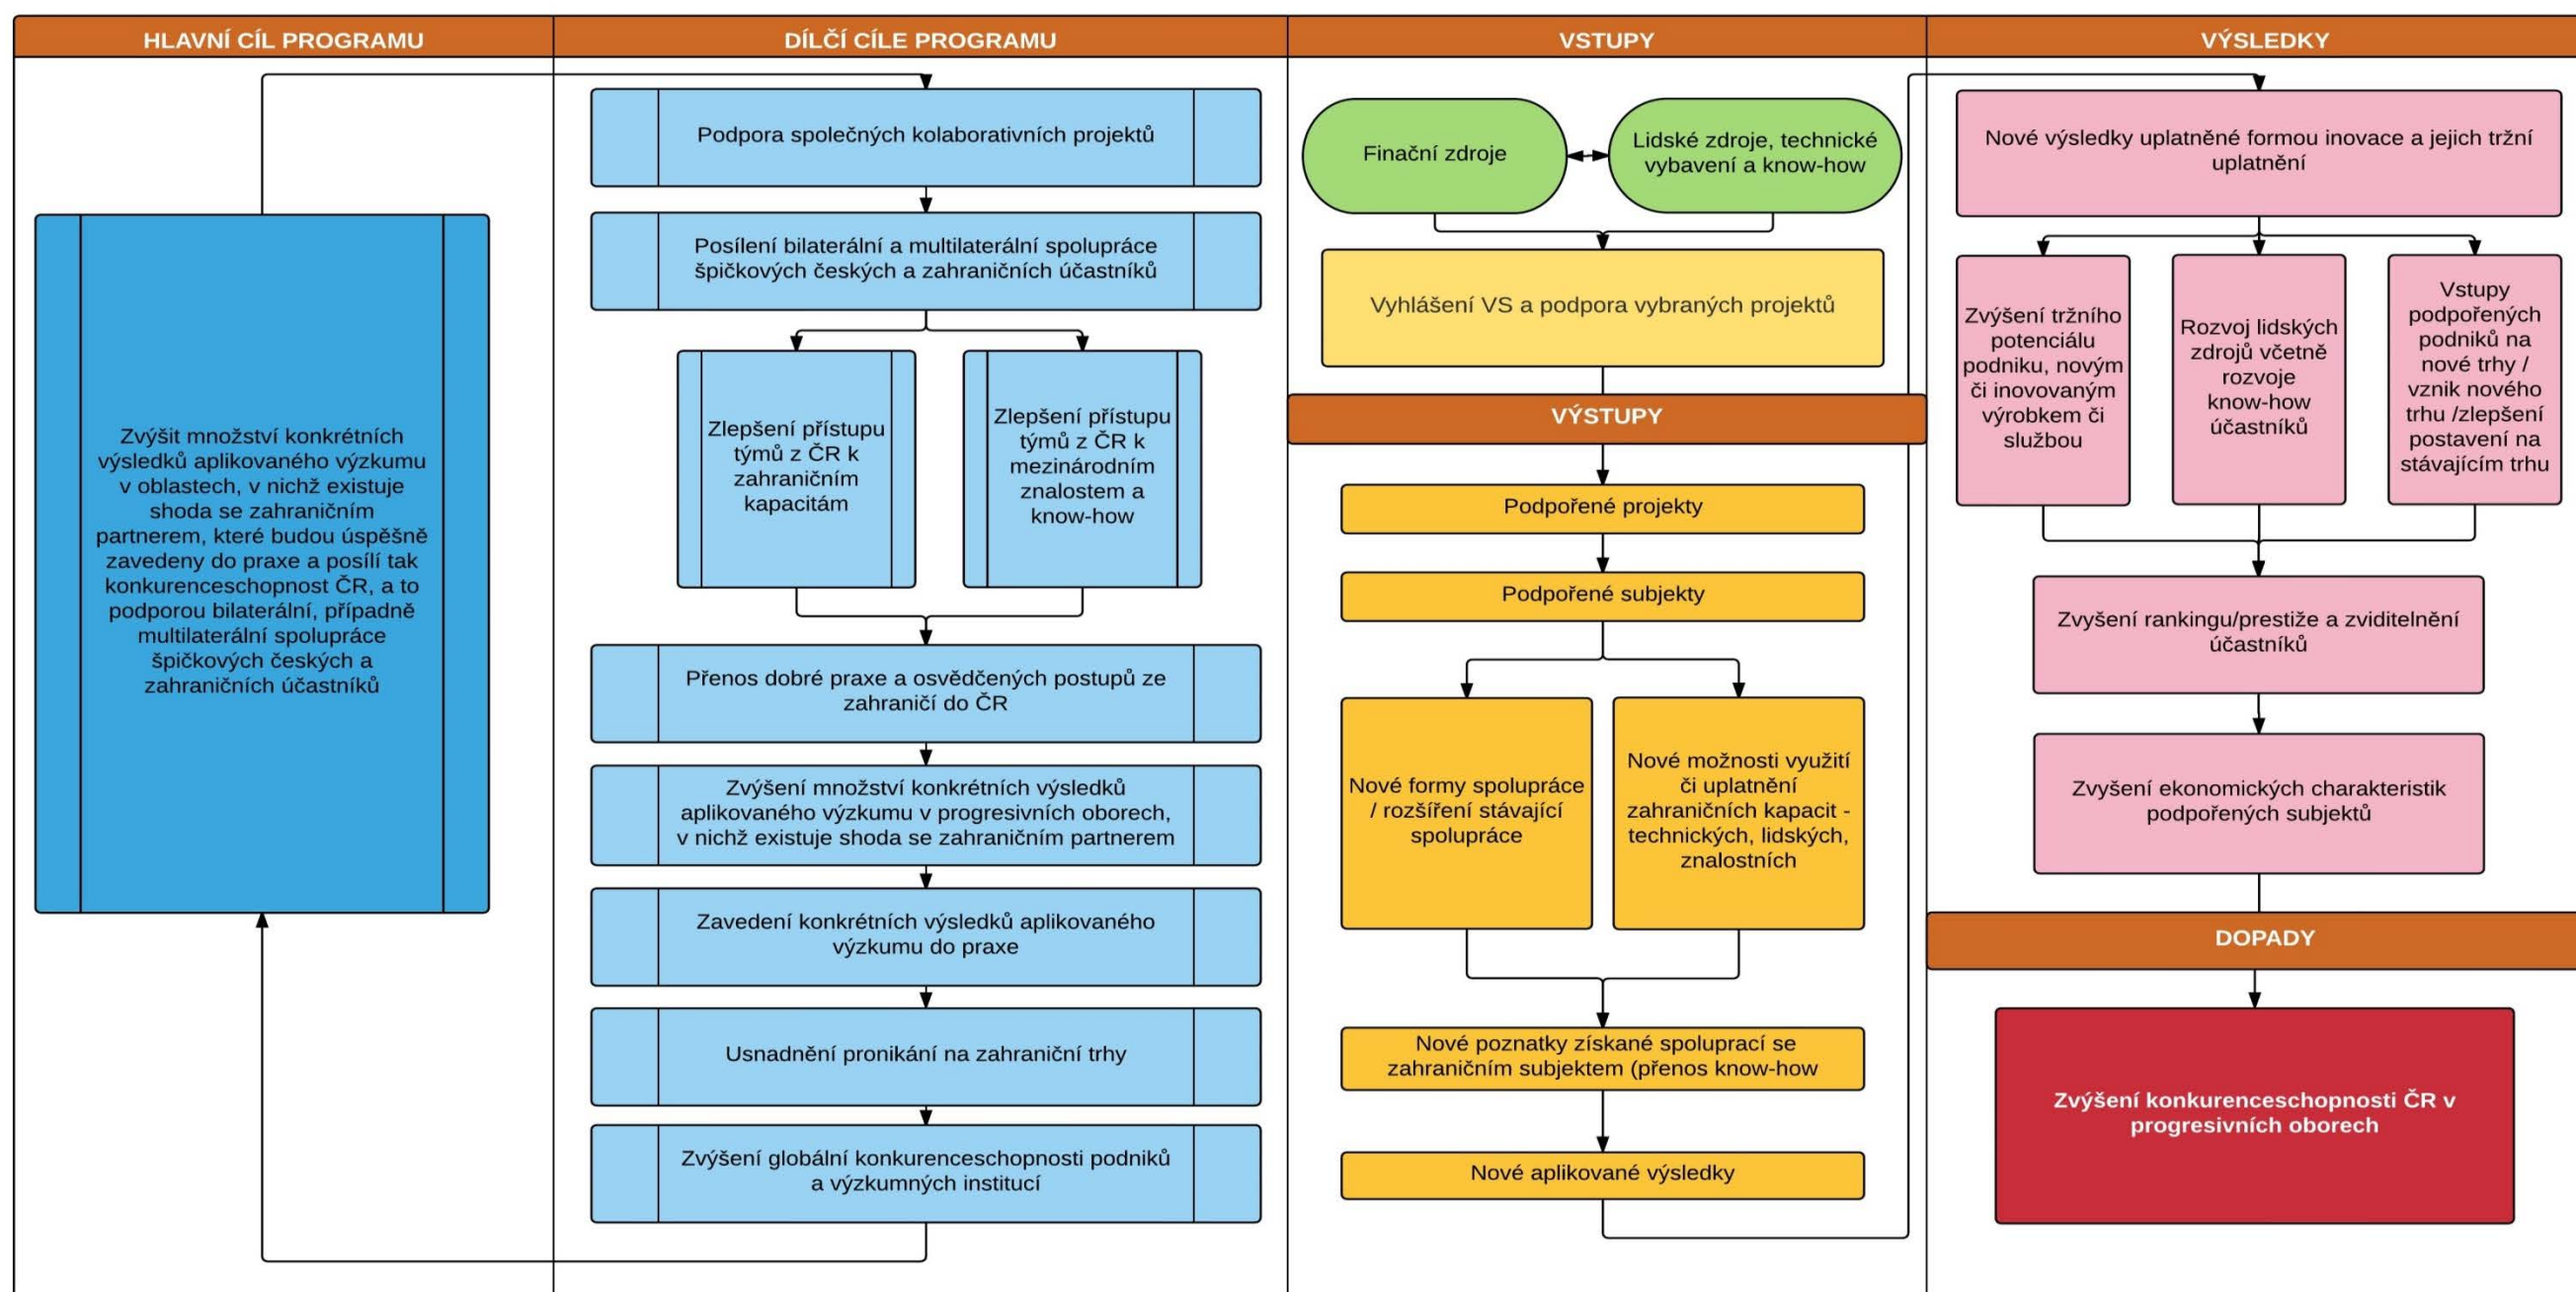 HLAVNÍ CÍL PROGRAMU
Zvýšit množství konkrétních
výsledků aplikovaného výzkumu
v oblastech, v nichž existuje
shoda se zahraničním
partnerem, které budou úspěšně
zavedeny do praxe a posílí tak
konkurenceschopnost ČR, a to
podporou bilaterální, případně
multilaterální spolupráce
špičkových českých a
zahraničních účastníků
DÍLČÍ CÍLE PROGRAMU
Podpora společných kolaborativních projektů
Posílení bilaterální a multilaterální spolupráce
špičkových českých a zahraničních účastníků
Zlepšení přístupu
týmů z ČR k
zahraničním
kapacitám
Zlepšení přístupu
týmů z ČR k
mezinárodním
znalostem a
know-how
Přenos dobré praxe a osvědčených postupů ze
zahraničí do ČR
Zvýšení množství konkrétních výsledků
aplikovaného výzkumu v progresivních oborech,
v nichž existuje shoda se zahraničním partnerem
Zavedení konkrétních výsledků aplikovaného
výzkumu do praxe
Usnadnění pronikání na zahraniční trhy
Zvýšení globální konkurenceschopnosti podniků
a výzkumných institucí
VSTUPY
Finační zdroje
Lidské zdroje, technické
vybavení a know-how
Vyhlášení VS a podpora vybraných projektů
VÝSTUPY
Podpořené projekty
Podpořené subjekty
Nové formy spolupráce
/ rozšíření stávající
spolupráce
Nové možnosti využití
či uplatnění
zahraničních kapacit -
technických, lidských,
znalostních
Nové poznatky získané spoluprací se
zahraničním subjektem (přenos know-how
Nové aplikované výsledky
VÝSLEDKY
Nové výsledky uplatněné formou inovace a jejich tržní
uplatnění
Zvýšení tržního
potenciálu
podniku, novým
či inovovaným
výrobkem či
službou
Rozvoj lidských
zdrojů včetně
rozvoje
know-how
účastníků
Vstupy
podpořených
podniků na
nové trhy /
vznik nového
trhu /zlepšení
postavení na
stávajícím trhu
Zvyšení rankingu/prestiže a zviditelnění
účastníků
Zvyšení ekonomických charakteristik
podpořených subjektů
DOPADY
Zvýšení konkurenceschopnosti ČR v
progresivních oborech